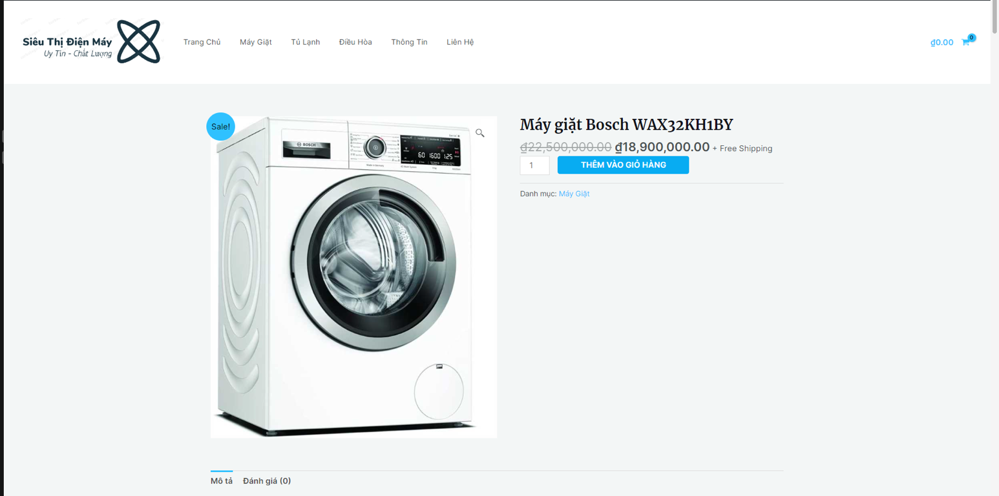 Siêu Thị Điện Máy
Uy Tín - Chất Lượng
Trang Chủ Máy Giặt Tủ Lạnh Điều Hòa Thông Tin Liên Hệ
₫0.00 0
Sale!
BOSCH
60 1600 1:25
Máy giặt Bosch WAX32KH1BY
₫22,500,000.00 ₫18,900,000.00 + Free Shipping
1 THÊM VÀO GIỎ HÀNG
Danh mục: Máy Giặt
Mô tả Đánh giá (0)